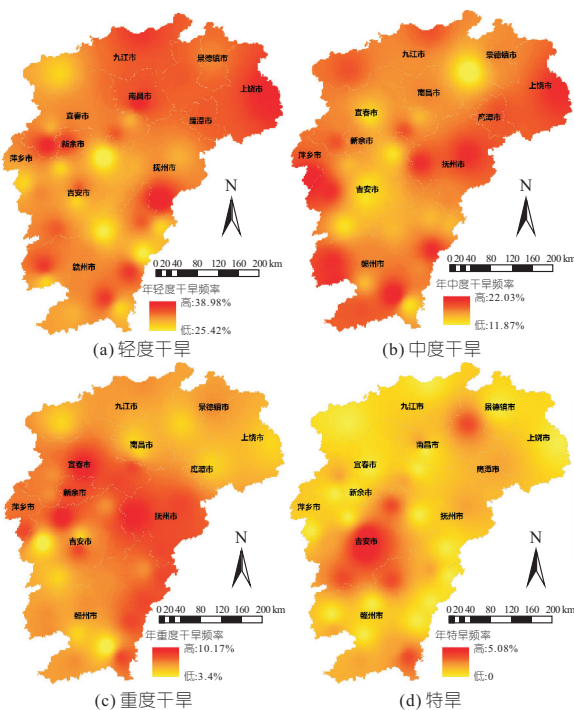 九江市
景德镇市
上饶市
南昌市
鹰潭市
宜春市
新余市
萍乡市
抚州市
吉安市
赣州市
N
0 20 40 80 120 160 200 km
年轻度干旱频率
高:38.98%
低:25.42%
(a) 轻度干旱
九江市
景德镇市
上饶市
南昌市
鹰潭市
宜春市
新余市
萍乡市
抚州市
吉安市
赣州市
N
0 20 40 80 120 160 200 km
年中度干旱频率
高:22.03%
低:11.87%
(b) 中度干旱
九江市
景德镇市
上饶市
南昌市
鹰潭市
宜春市
新余市
萍乡市
抚州市
吉安市
赣州市
N
0 20 40 80 120 160 200 km
年重度干旱频率
高:10.17%
低:3.4%
(c) 重度干旱
九江市
景德镇市
上饶市
南昌市
鹰潭市
宜春市
新余市
萍乡市
抚州市
吉安市
赣州市
N
0 20 40 80 120 160 200 km
年特旱频率
高:5.08%
低:0
(d) 特旱